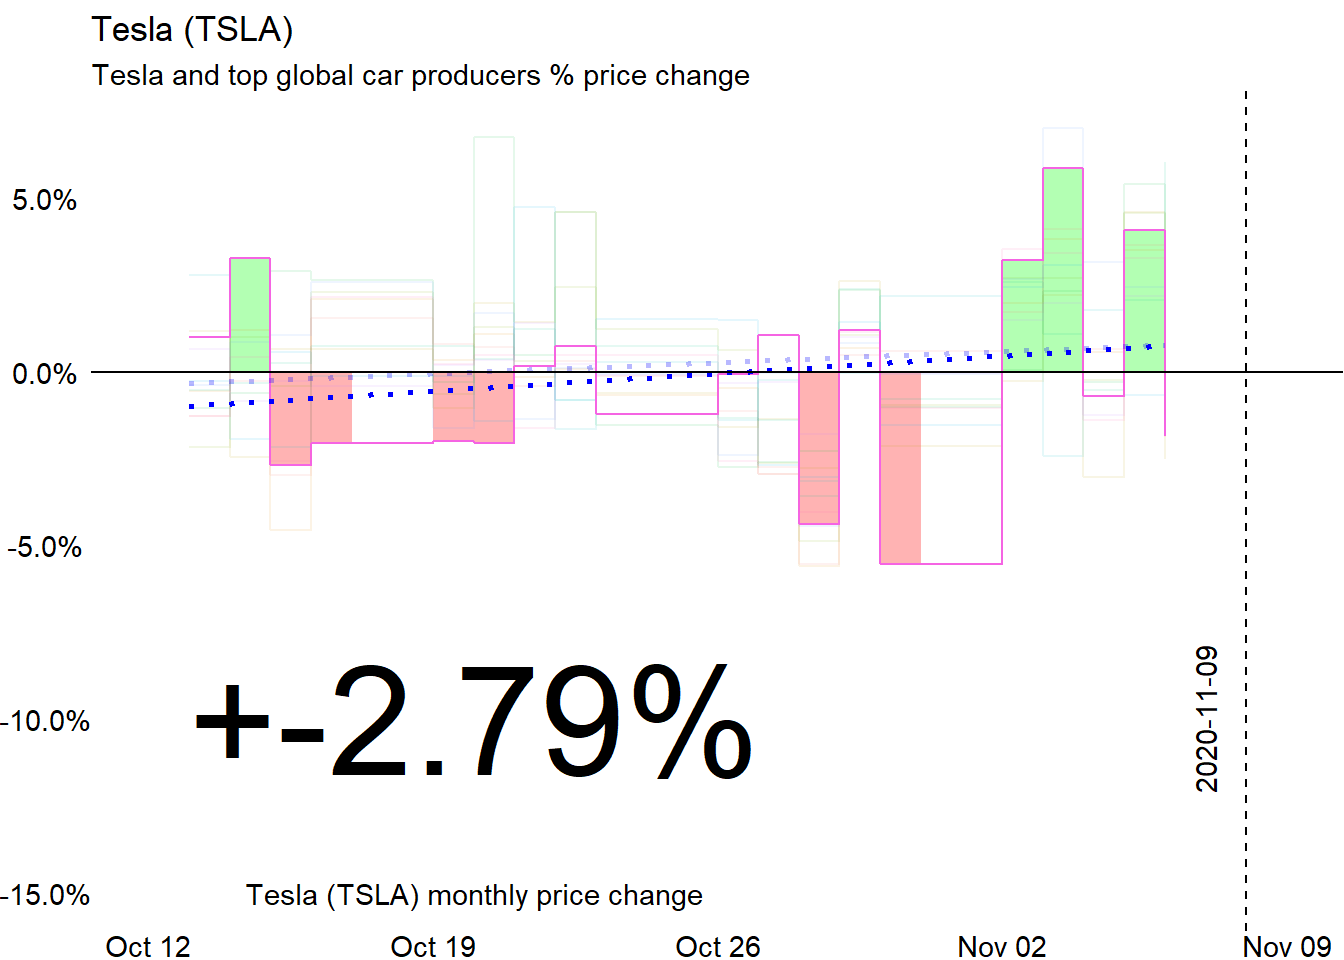 Tesla (TSLA)
Tesla and top global car producers % price change
5.0%
0.0%
-5.0%
-10.0%
-15.0%
+-2.79%
Tesla (TSLA) monthly price change
2020-11-09
Oct 12
Oct 19
Oct 26
Nov 02
Nov 09